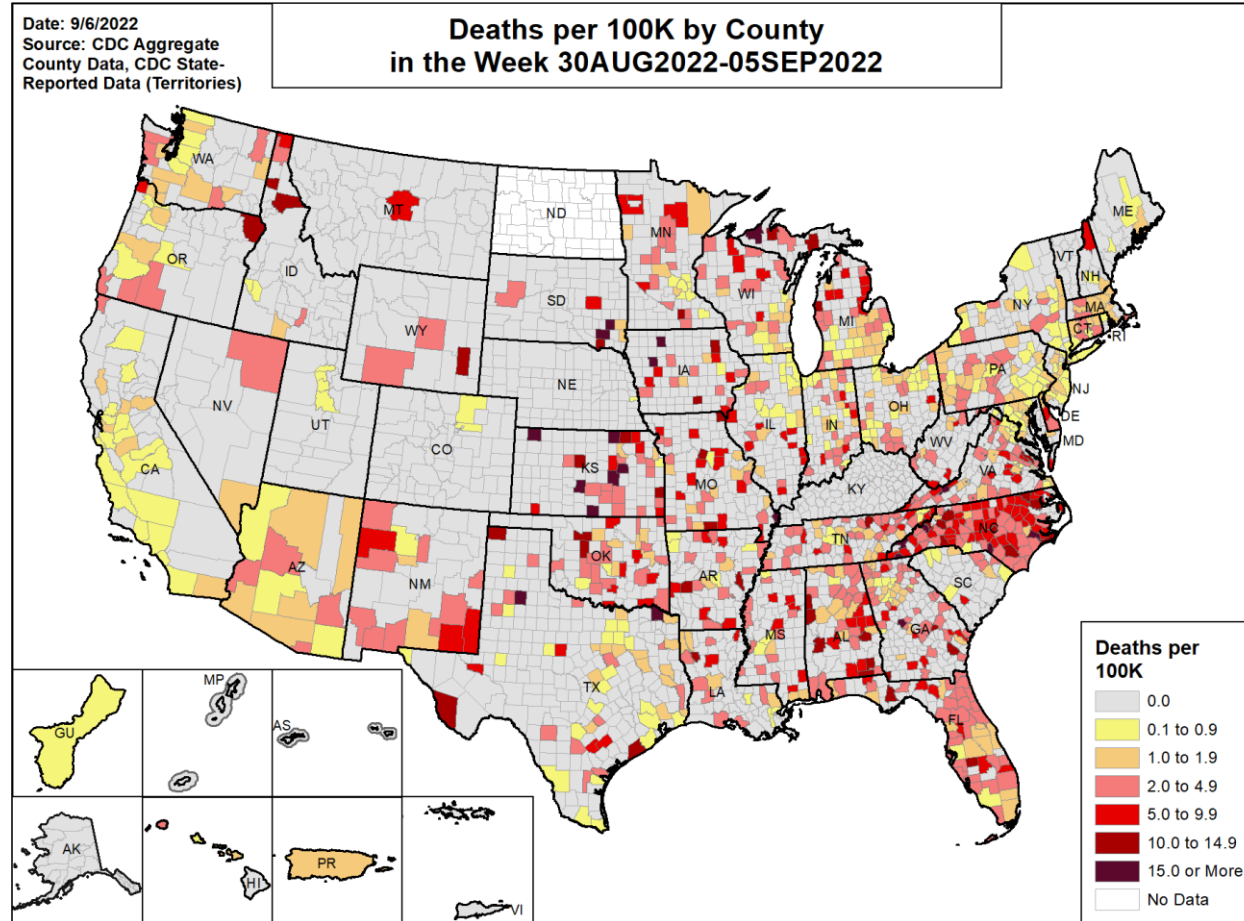 Date: 9/6/2022
Source: CDC Aggregate
County Data, CDC State-
Reported Data (Territories)
Deaths per 100K by County
in the Week 30AUG2022-05SEP2022
WA
MT
ND
MN
ME
OR
ID
SD
WI
MI
VT
NH
NY
MA
CT
RI
WY
IA
NE
PA
NJ
NV
UT
CO
IL
IN
OH
DE
MD
WV
CA
KS
MO
KY
VA
AZ
NM
OK
AR
TN
NC
SC
MS
AL
GA
TX
LA
FL
GU
MP
AS
AK
HI
PR
VI
Deaths per
100K
0.0
0.1 to 0.9
1.0 to 1.9
2.0 to 4.9
5.0 to 9.9
10.0 to 14.9
15.0 or More
No Data